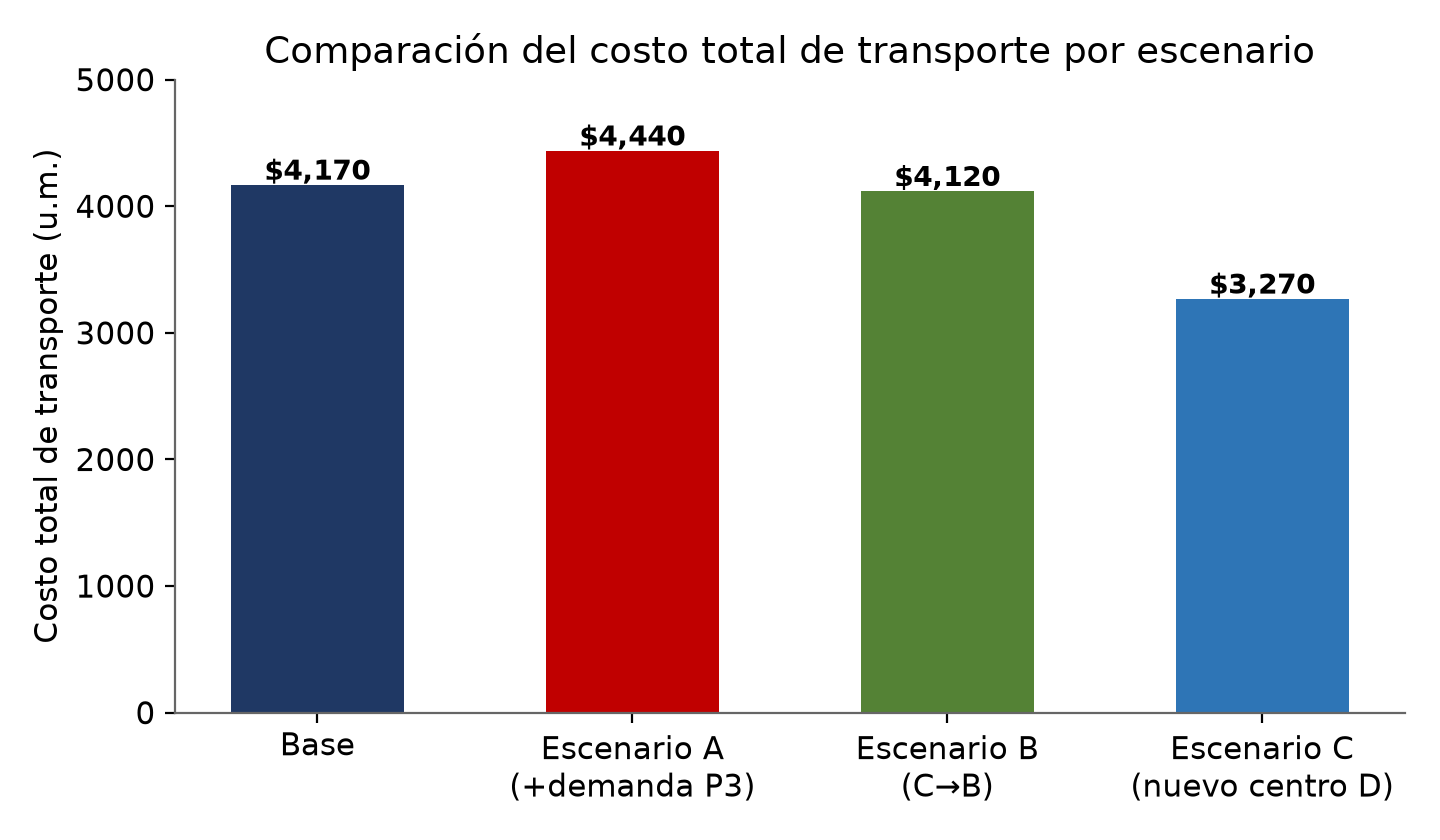 Comparación del costo total de transporte por escenario
Costo total de transporte (u.m.)
5000
4000
3000
2000
1000
0
$4,170
$4,440
$4,120
$3,270
Base
Escenario A
(+demanda P3)
Escenario B
(C→B)
Escenario C
(nuevo centro D)